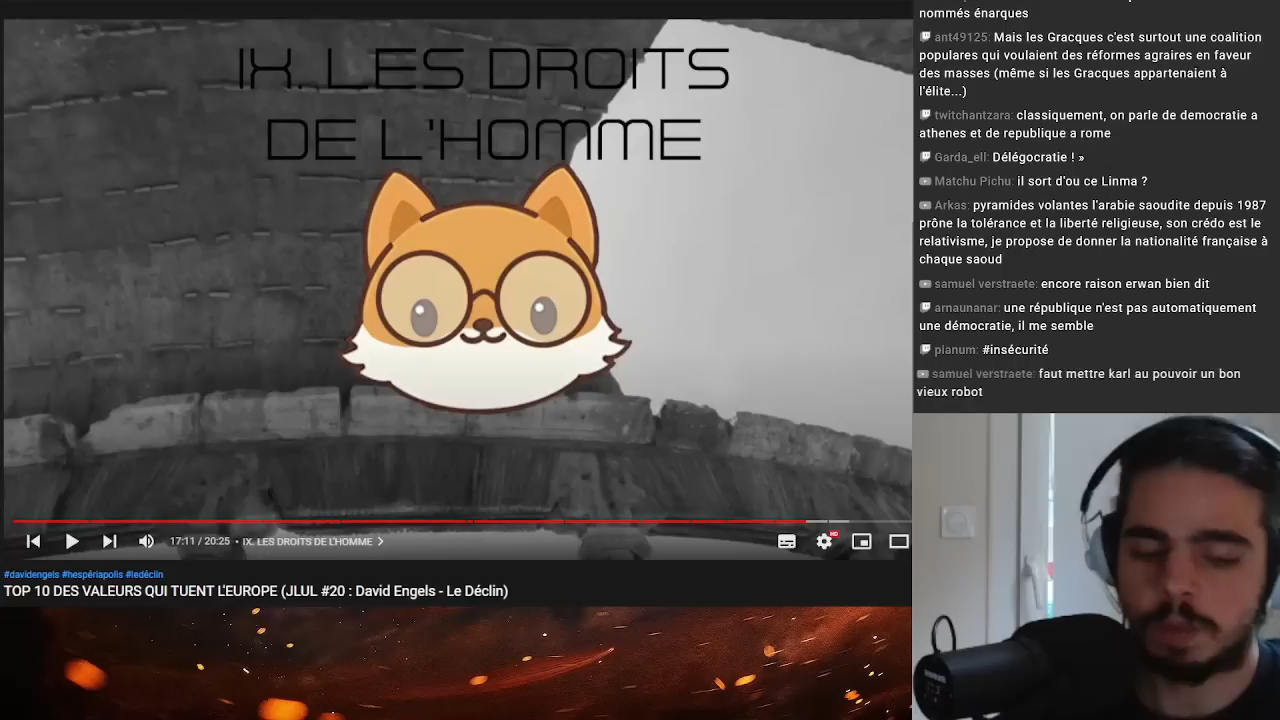 IX. LES DROITS
DE L'HOMME
17:11 / 20:25 • IX. LES DROITS DE L'HOMME
HD
#davidengels #hespériapolis #ledéclin
TOP 10 DES VALEURS QUI TUENT L'EUROPE (JLUL #20 : David Engels - Le Déclin)
nommés énarques
ant49125: Mais les Gracques c'est surtout une coalition
populares qui voulaient des réformes agraires en faveur
des masses (même si les Gracques appartenaient à
l'élite...)
twitchantzara: classiquement, on parle de democratie a
athenes et de republique a rome
Garda_ell: Délégocratie ! »
Matchu Pichu: il sort d'ou ce Linma ?
Arkas: pyramides volantes l'arabie saoudite depuis 1987
prône la tolérance et la liberté religieuse, son crédo est le
relativisme, je propose de donner la nationalité française à
chaque saoud
samuel verstraete: encore raison erwan bien dit
arnaunanar: une république n'est pas automatiquement
une démocratie, il me semble
pianum: #insécurité
samuel verstraete: faut mettre karl au pouvoir un bon
vieux robot